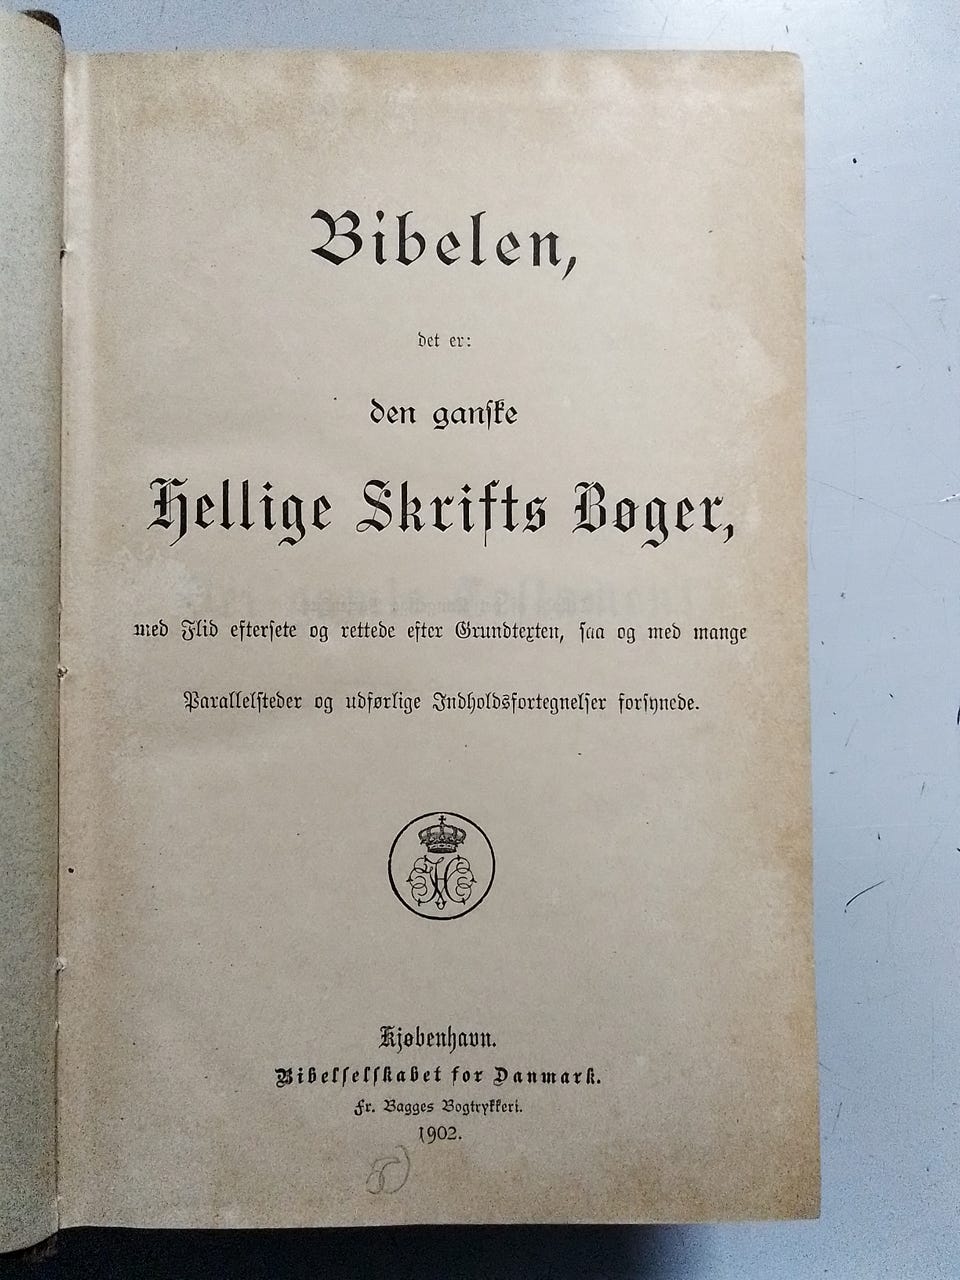 Bibelen,
det er:
den ganske
Hellige Skrifts Bøger,
med Flid eftersete og rettede efter Grundtexten, saa og med mange
Parallelsteder og udførlige Indholdsfortegnelser forsynede.
Kjøbenhavn.
Bibelselskabet for Danmark.
Fr. Bagges Bogtrykkeri.
1902.